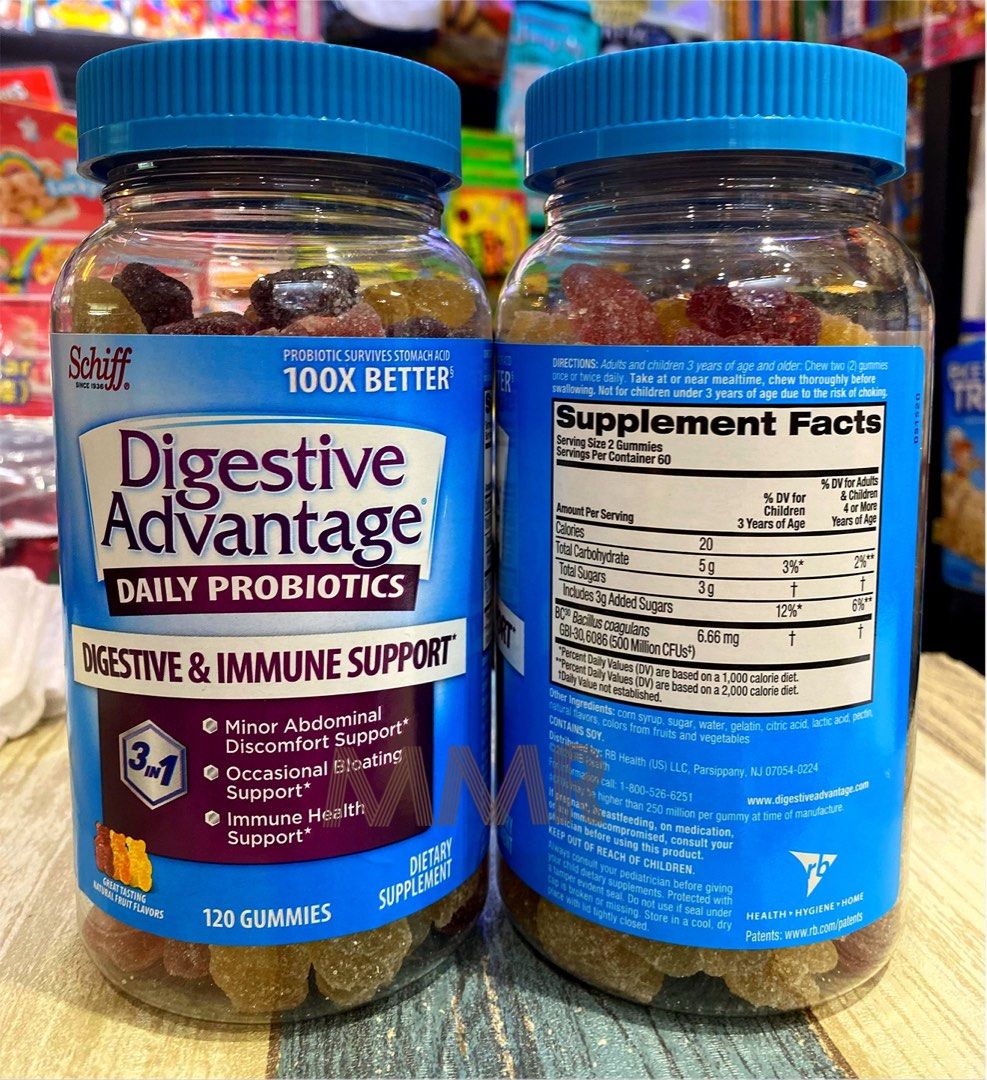 Schiff®
SINCE 1936
PROBIOTIC SURVIVES STOMACH ACID
100X BETTER§
Digestive
Advantage®
DAILY PROBIOTICS
DIGESTIVE & IMMUNE SUPPORT*
3 IN 1
Minor Abdominal
Discomfort Support*
Occasional Bloating
Support*
Immune Health
Support*
GREAT TASTING
NATURAL FRUIT FLAVORS
120 GUMMIES
DIETARY
SUPPLEMENT
MM
DIRECTIONS: Adults and children 3 years of age and older: Chew two (2) gummies
once or twice daily. Take at or near mealtime, chew thoroughly before
swallowing. Not for children under 3 years of age due to the risk of choking.
Supplement Facts
Serving Size 2 Gummies
Servings Per Container 60
Amount Per Serving
% DV for
Children
3 Years of Age
% DV for Adults
& Children
4 or More
Years of Age
Calories 20
Total Carbohydrate 5 g 3%* 2%**
Total Sugars 3 g † †
Includes 3g Added Sugars 12%* 6%**
BC30 Bacillus coagulans
GBI-30, 6086 (500 Million CFUs‡) 6.66 mg † †
*Percent Daily Values (DV) are based on a 1,000 calorie diet.
**Percent Daily Values (DV) are based on a 2,000 calorie diet.
†Daily Value not established.
Other Ingredients: corn syrup, sugar, water, gelatin, citric acid, lactic acid, pectin,
natural flavors, colors from fruits and vegetables
CONTAINS SOY.
Distributed by: RB Health (US) LLC, Parsippany, NJ 07054-0224
RB Health
For information call: 1-800-526-6251
www.digestiveadvantage.com
may be higher than 250 million per gummy at time of manufacture.
If pregnant, breastfeeding, on medication,
or are immunocompromised, consult your
physician before using this product.
KEEP OUT OF REACH OF CHILDREN.
Always consult your pediatrician before giving
your child dietary supplements. Protected with
a tamper evident seal. Do not use if seal under
cap is broken or missing. Store in a cool, dry
place with lid tightly closed.
rb
HEALTH • HYGIENE • HOME
Patents: www.rb.com/patents